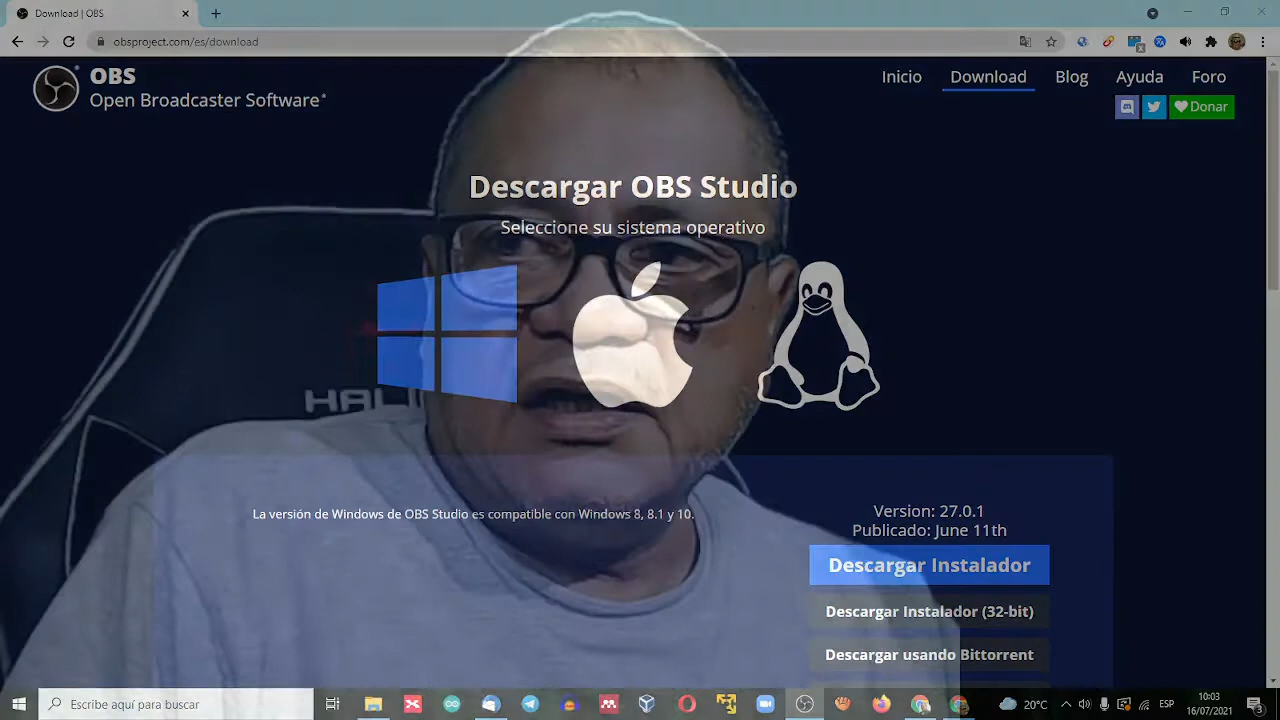 Download | OBS
obsproject.com/es/download
OBS
Open Broadcaster Software
Inicio
Download
Blog
Ayuda
Foro
Donar
Descargar OBS Studio
Seleccione su sistema operativo
La versión de Windows de OBS Studio es compatible con Windows 8, 8.1 y 10.
Version: 27.0.1
Publicado: June 11th
Descargar Instalador
Descargar Instalador (32-bit)
Descargar usando Bittorrent
Escribe aquí para buscar
20°C
ESP
10:03
16/07/2021
3